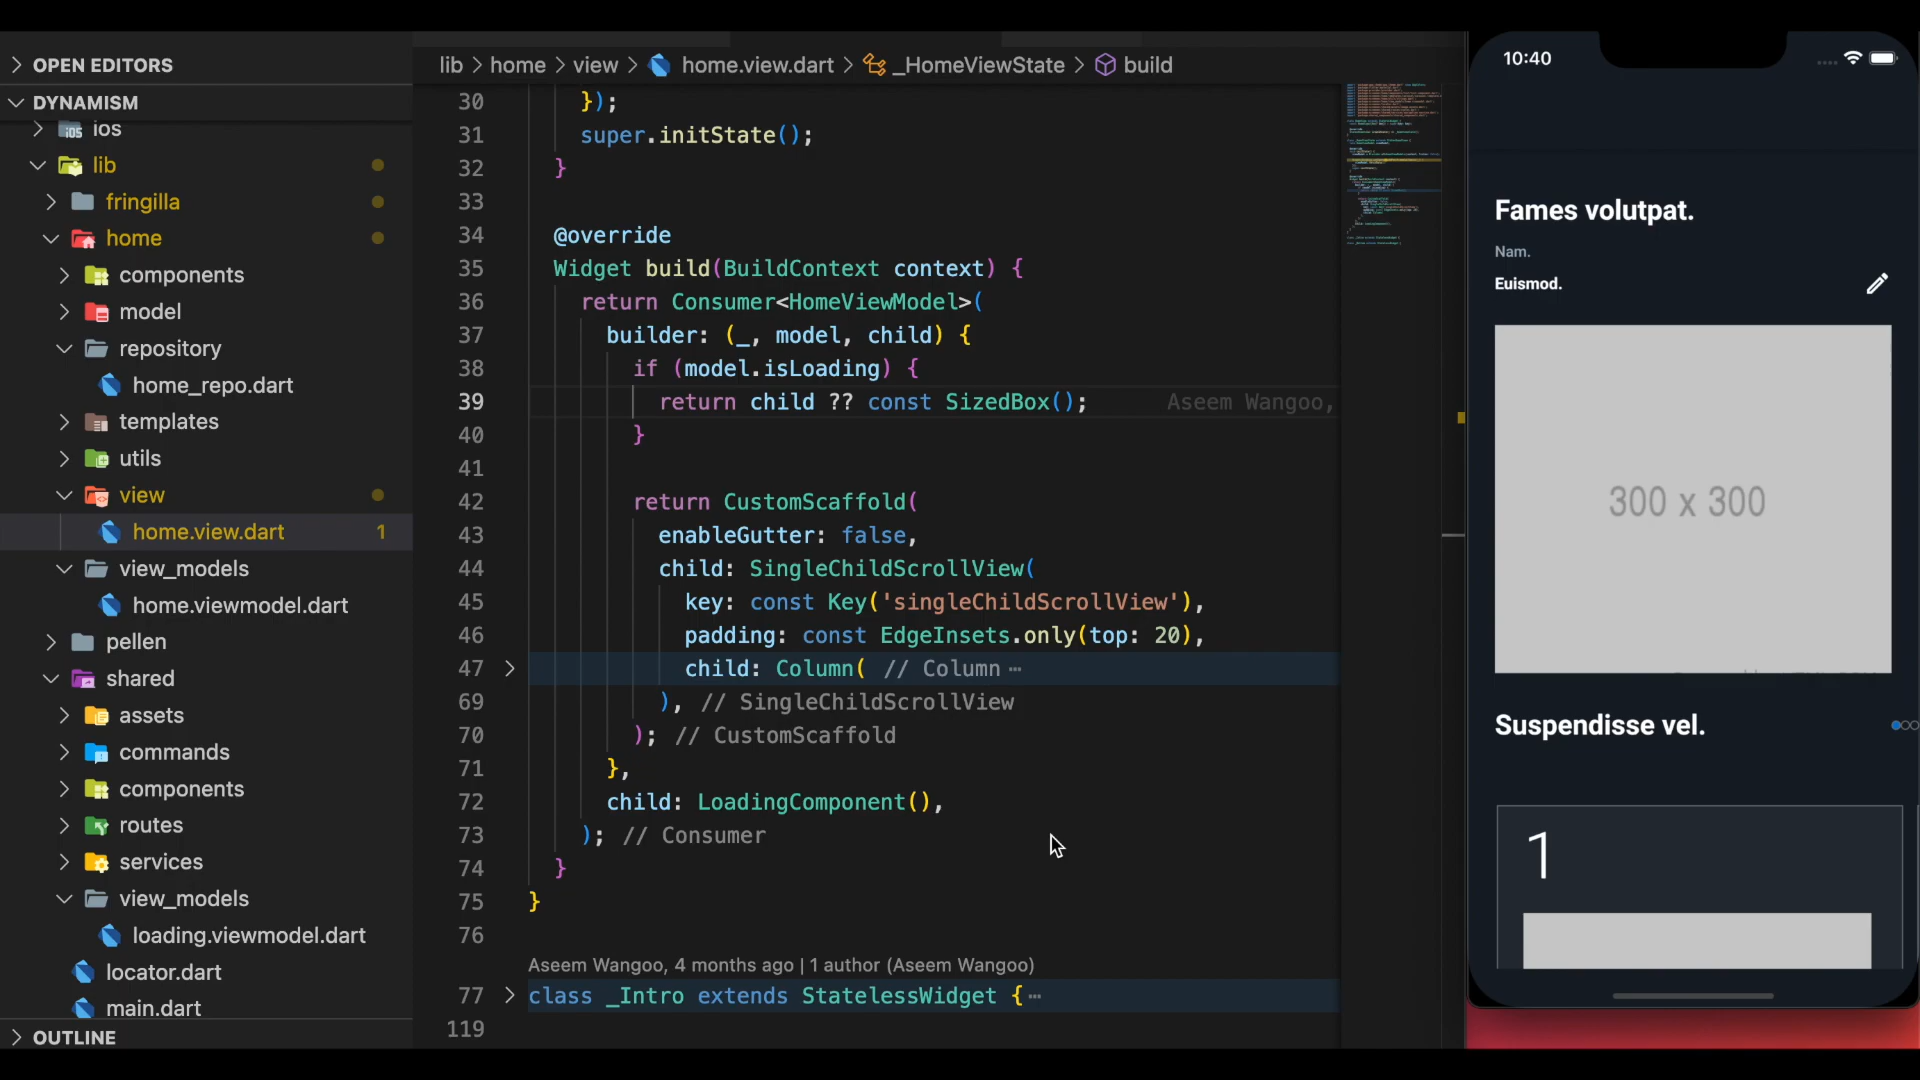 OPEN EDITORS
DYNAMISM
ios
lib
fringilla
home
components
model
repository
home_repo.dart
templates
utils
view
home.view.dart 1
view_models
home.viewmodel.dart
pellen
shared
assets
commands
components
routes
services
view_models
loading.viewmodel.dart
locator.dart
main.dart
OUTLINE
lib > home > view > home.view.dart > _HomeViewState > build
30 });
31 super.initState();
32 }
33
34 @override
35 Widget build(BuildContext context) {
36 return Consumer<HomeViewModel>(
37 builder: (_, model, child) {
38 if (model.isLoading) {
39 return child ?? const SizedBox(); Aseem Wangoo,
40 }
41
42 return CustomScaffold(
43 enableGutter: false,
44 child: SingleChildScrollView(
45 key: const Key('singleChildScrollView'),
46 padding: const EdgeInsets.only(top: 20),
47 child: Column( // Column ⋯
69 ), // SingleChildScrollView
70 ); // CustomScaffold
71 },
72 child: LoadingComponent(),
73 ); // Consumer
74 }
75 }
76
Aseem Wangoo, 4 months ago | 1 author (Aseem Wangoo)
77 class _Intro extends StatelessWidget { ⋯
119
10:40
Fames volutpat.
Nam.
Euismod.
300 x 300
Suspendisse vel.
1